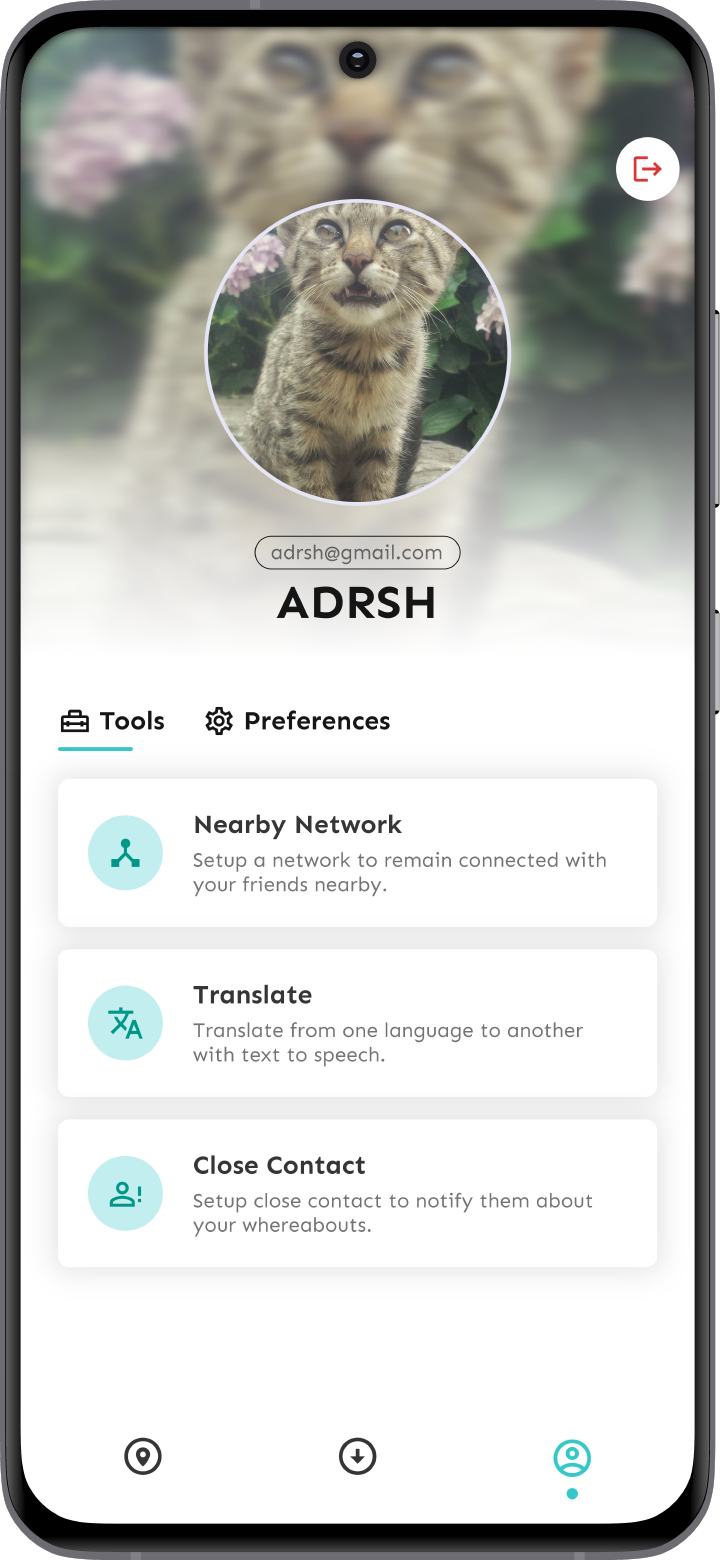 adrsh@gmail.com
ADRSH
Tools Preferences
Nearby Network
Setup a network to remain connected with
your friends nearby.
Translate
Translate from one language to another
with text to speech.
Close Contact
Setup close contact to notify them about
your whereabouts.